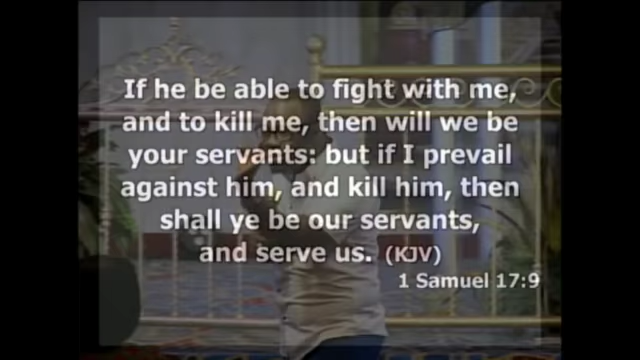 If he be able to fight with me,
and to kill me, then will we be
your servants: but if I prevail
against him, and kill him, then
shall ye be our servants,
and serve us. (KJV)
1 Samuel 17:9